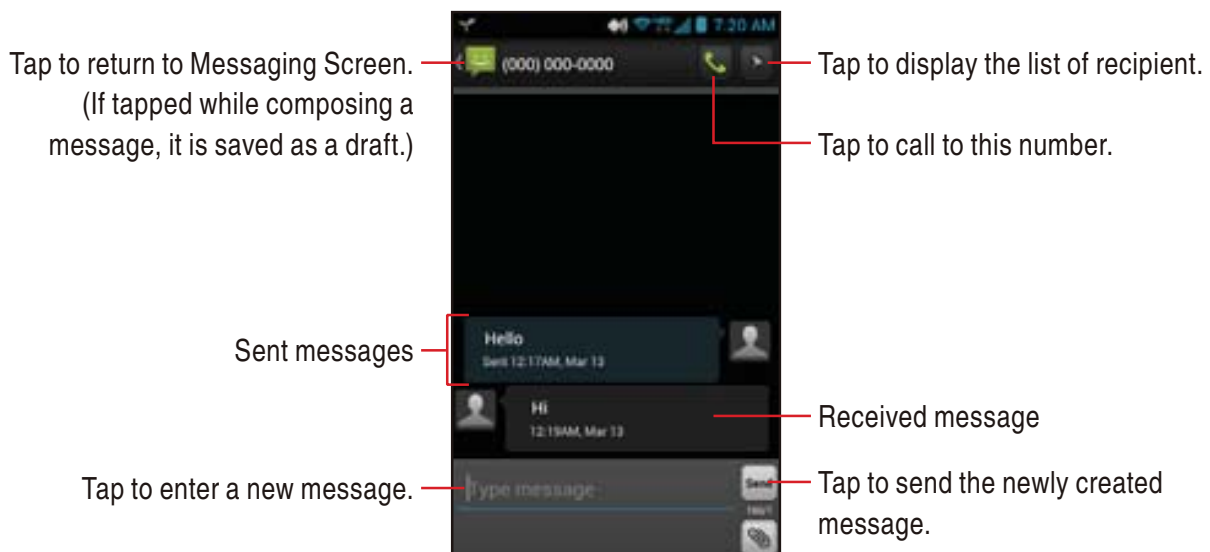 7:20 AM
Tap to return to Messaging Screen.
(If tapped while composing a
message, it is saved as a draft.)
(000) 000-0000
Tap to display the list of recipient.
Tap to call to this number.
Sent messages
Hello
Sent 12:17AM, Mar 13
Hi
12:19AM, Mar 13
Received message
Tap to enter a new message.
Type message
Send
Tap to send the newly created
message.